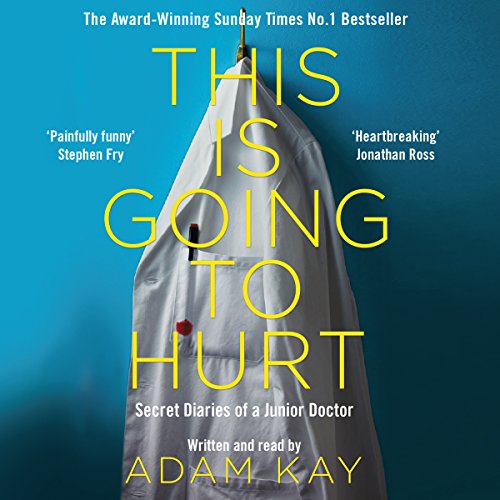 The Award-Winning Sunday Times No.1 Bestseller
THIS
IS
GOING
TO
HURT
'Painfully funny'
Stephen Fry
'Heartbreaking'
Jonathan Ross
Secret Diaries of a Junior Doctor
Written and read by
ADAM KAY